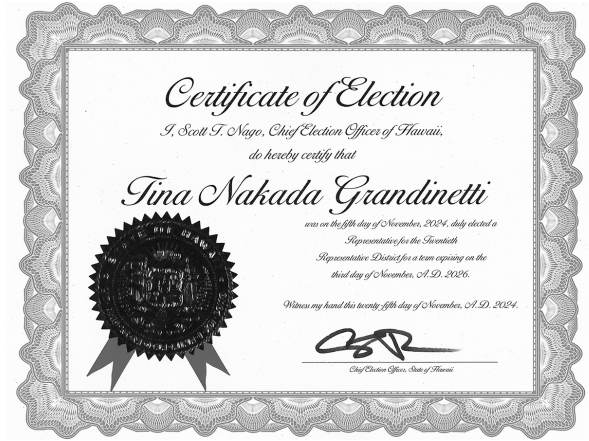 Certificate of Election
I, Scott T. Nago, Chief Election Officer of Hawaii,
do hereby certify that
Tina Nakada Grandinetti
was on the fifth day of November, 2024, duly elected a
Representative for the Twentieth
Representative District for a term expiring on the
third day of November, A.D. 2026.
Witness my hand this twenty-fifth day of November, A.D. 2024.
Chief Election Officer, State of Hawaii